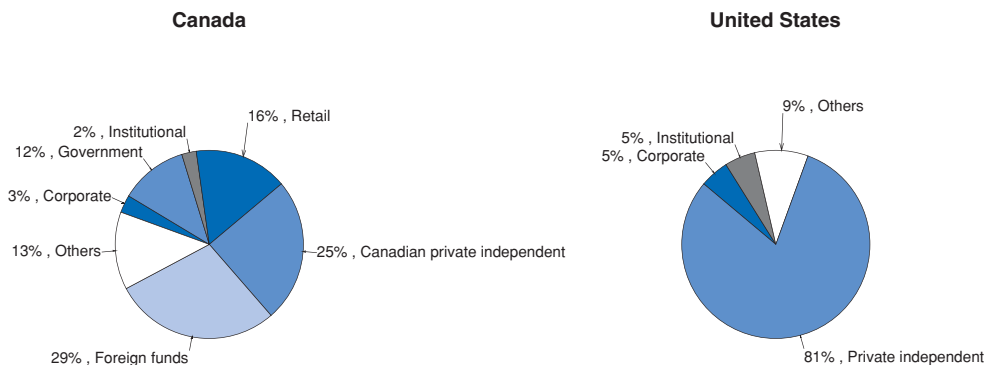 Canada
16% , Retail
2% , Institutional
12% , Government
3% , Corporate
13% , Others
25% , Canadian private independent
29% , Foreign funds
United States
9% , Others
5% , Institutional
5% , Corporate
81% , Private independent